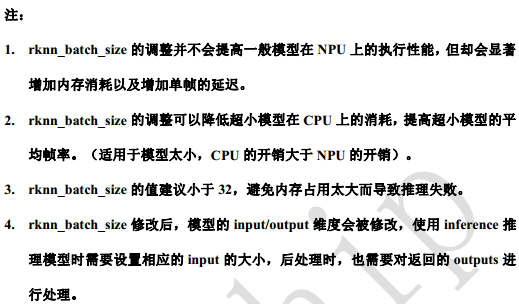 注：
1. rknn_batch_size 的调整并不会提高一般模型在 NPU 上的执行性能，但却会显著
增加内存消耗以及增加单帧的延迟。
2. rknn_batch_size 的调整可以降低超小模型在 CPU 上的消耗，提高超小模型的平
均帧率。（适用于模型太小，CPU 的开销大于 NPU 的开销）。
3. rknn_batch_size 的值建议小于 32，避免内存占用太大而导致推理失败。
4. rknn_batch_size 修改后，模型的 input/output 维度会被修改，使用 inference 推
理模型时需要设置相应的 input 的大小，后处理时，也需要对返回的 outputs 进
行处理。